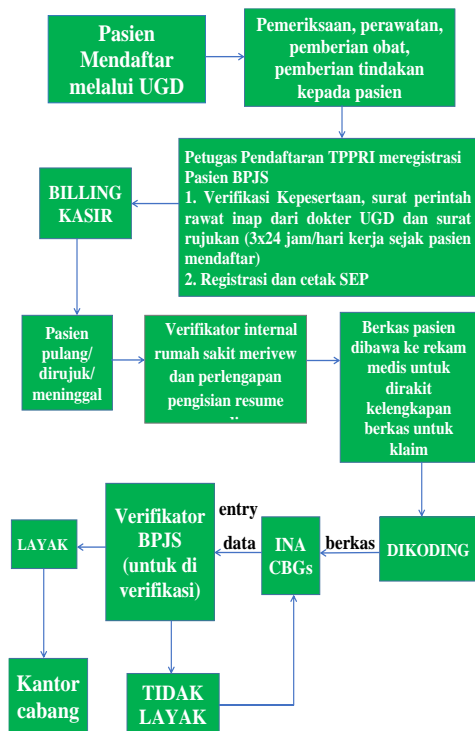 Pasien
Mendaftar
melalui UGD
Pemeriksaan, perawatan,
pemberian obat,
pemberian tindakan
kepada pasien
Petugas Pendaftaran TPPRI meregistrasi
Pasien BPJS
1. Verifikasi Kepesertaan, surat perintah
rawat inap dari dokter UGD dan surat
rujukan (3x24 jam/hari kerja sejak pasien
mendaftar)
2. Registrasi dan cetak SEP
BILLING
KASIR
Pasien
pulang/
dirujuk/
meninggal
Verifikator internal
rumah sakit merivew
dan perlengapan
pengisian resume
Berkas pasien
dibawa ke rekam
medis untuk
dirakit
kelengkapan
berkas untuk
klaim
DIKODING
berkas
INA
CBGs
entry
data
Verifikator
BPJS
(untuk di
verifikasi)
LAYAK
Kantor
cabang
TIDAK
LAYAK